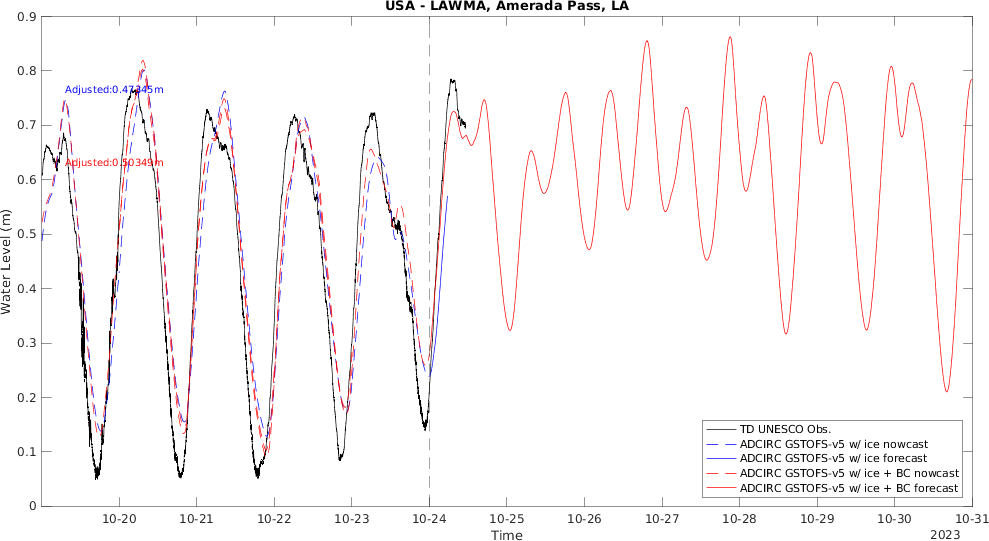 USA - LAWMA, Amerada Pass, LA
0.9
0.8
0.7
0.6
0.5
0.4
0.3
0.2
0.1
0
Water Level (m)
Adjusted:0.47345m
Adjusted:0.50349m
TD UNESCO Obs.
ADCIRC GSTOFS-v5 w/ ice nowcast
ADCIRC GSTOFS-v5 w/ ice forecast
ADCIRC GSTOFS-v5 w/ ice + BC nowcast
ADCIRC GSTOFS-v5 w/ ice + BC forecast
10-20 10-21 10-22 10-23 10-24 10-25 10-26 10-27 10-28 10-29 10-30 10-31
Time
2023